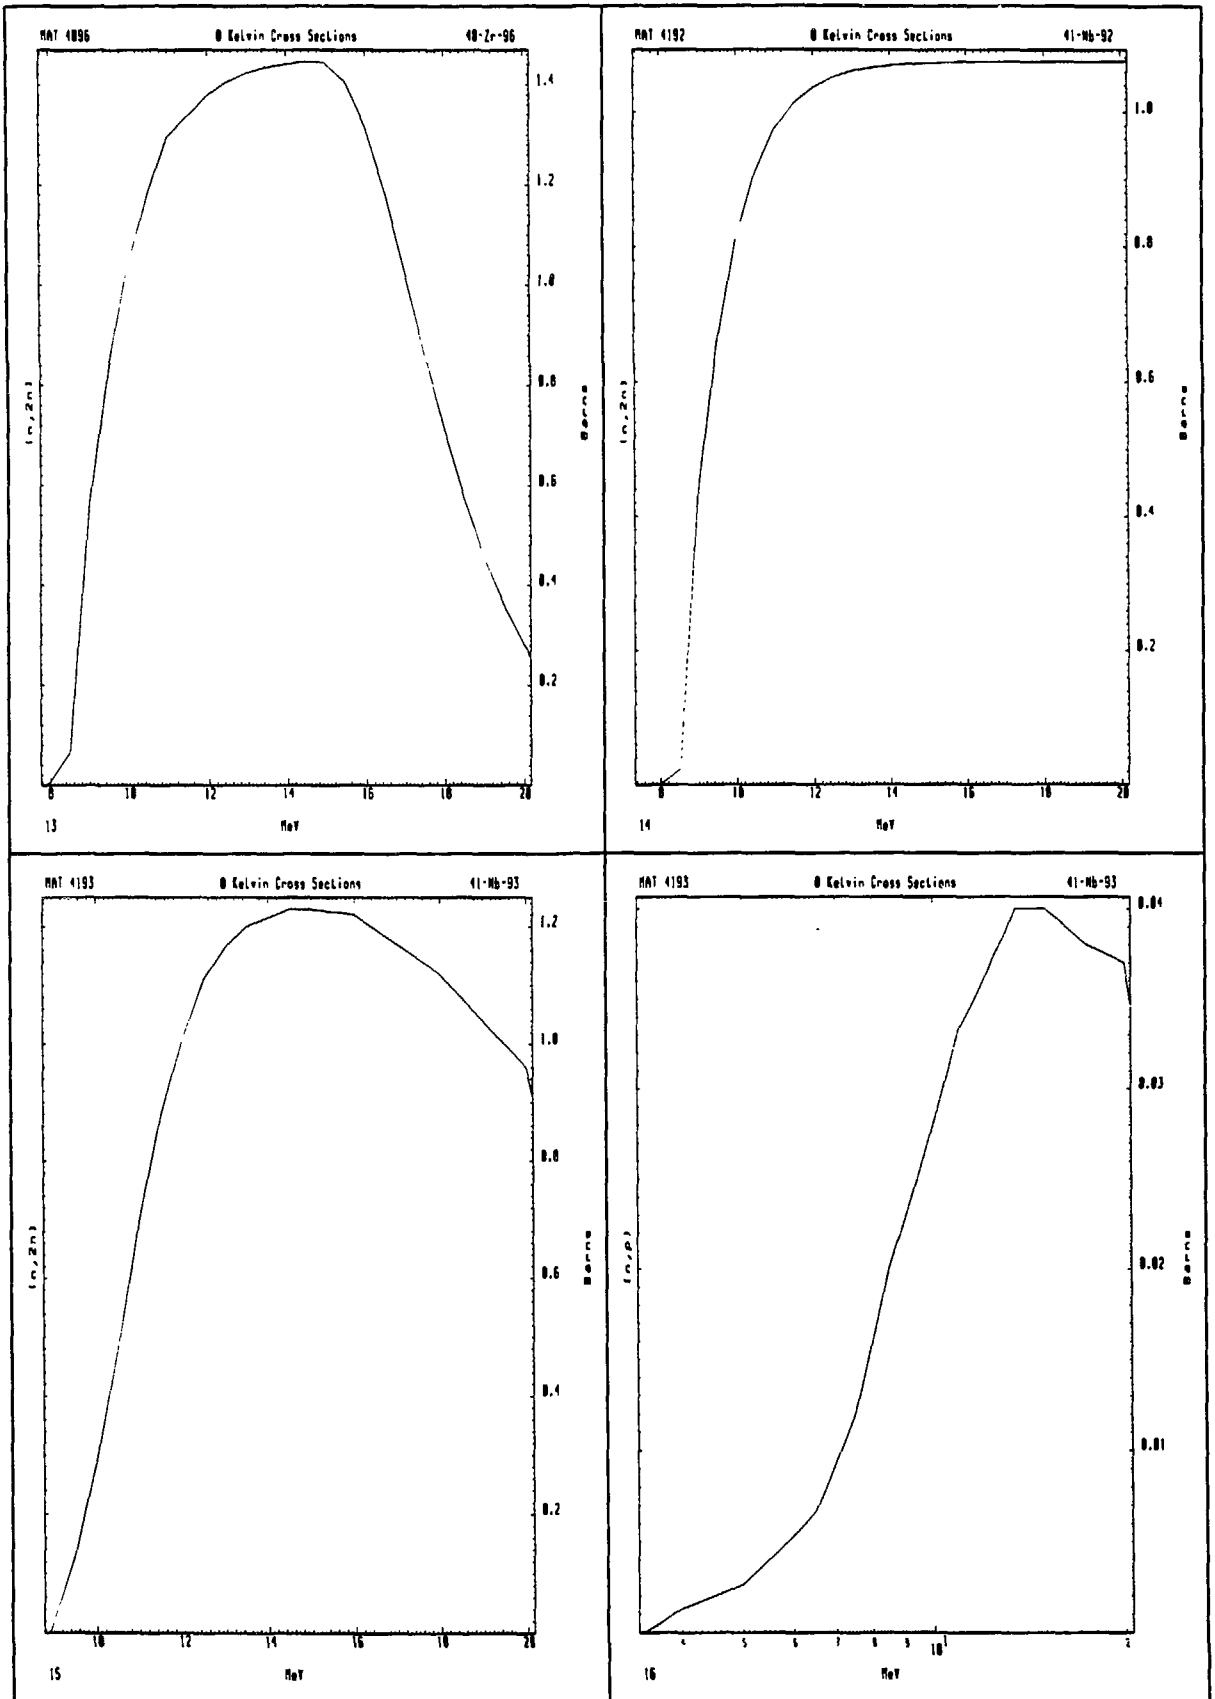 MAT 4096 0 Kelvin Cross Sections 40-Zr-96
1.4
1.2
1.0
0.8
0.6
0.4
0.2
(n,2n)
Barns
8 10 12 14 16 18 20
13 MeV
MAT 4192 0 Kelvin Cross Sections 41-Nb-92
1.0
0.8
0.6
0.4
0.2
(n,2n)
Barns
8 10 12 14 16 18 20
14 MeV
MAT 4193 0 Kelvin Cross Sections 41-Nb-93
1.2
1.0
0.8
0.6
0.4
0.2
(n,2n)
Barns
10 12 14 16 18 20
15 MeV
MAT 4193 0 Kelvin Cross Sections 41-Nb-93
0.04
0.03
0.02
0.01
(n,p)
Barns
4 5 6 7 8 9 10¹ 2
16 MeV